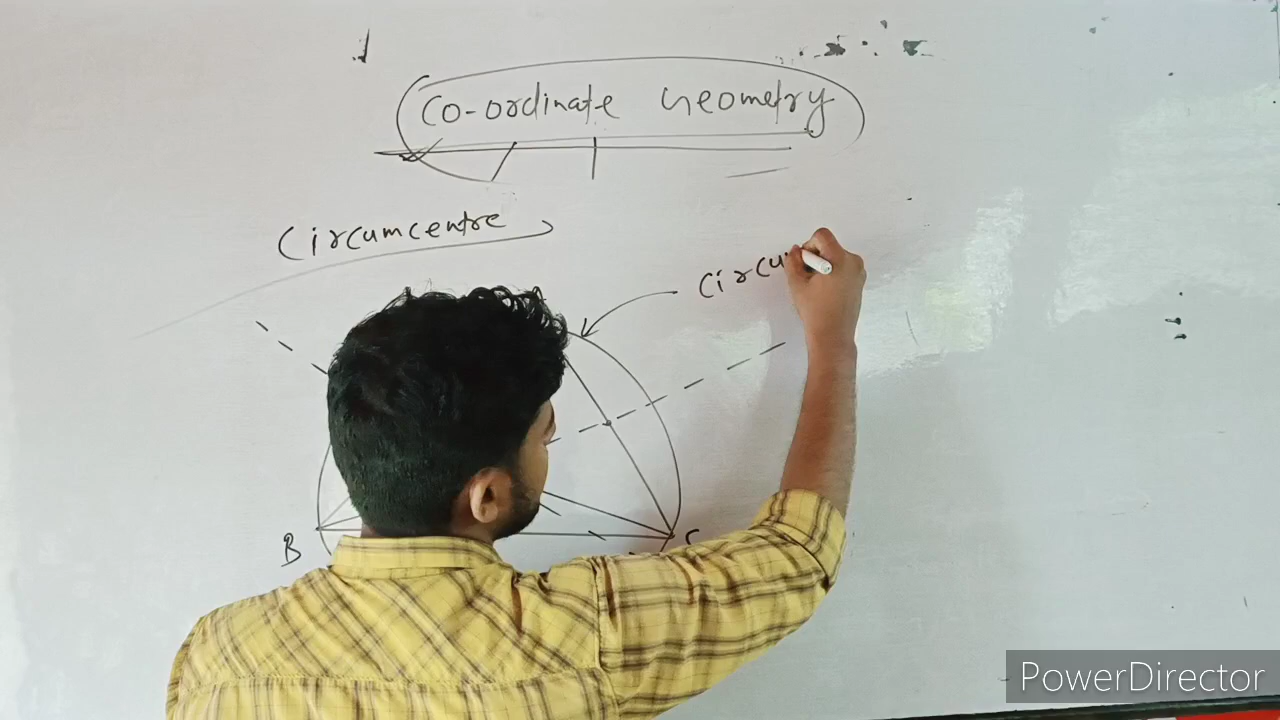 Co-ordinate Geometry
Circumcentre
Circu
B
C
PowerDirector